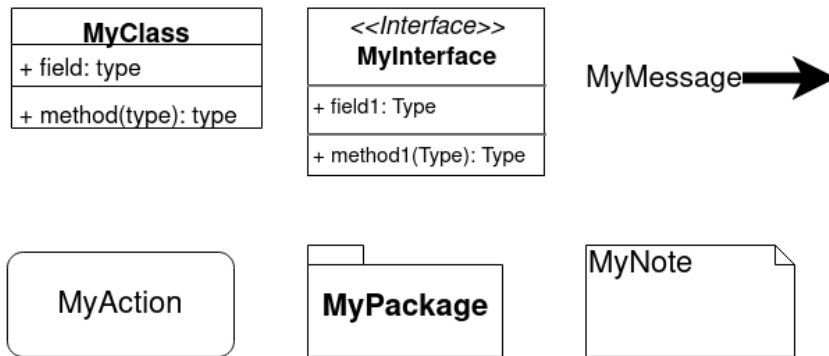 MyClass
+ field: type
+ method(type): type
<<Interface>>
MyInterface
+ field1: Type
+ method1(Type): Type
MyMessage
MyAction
MyPackage
MyNote